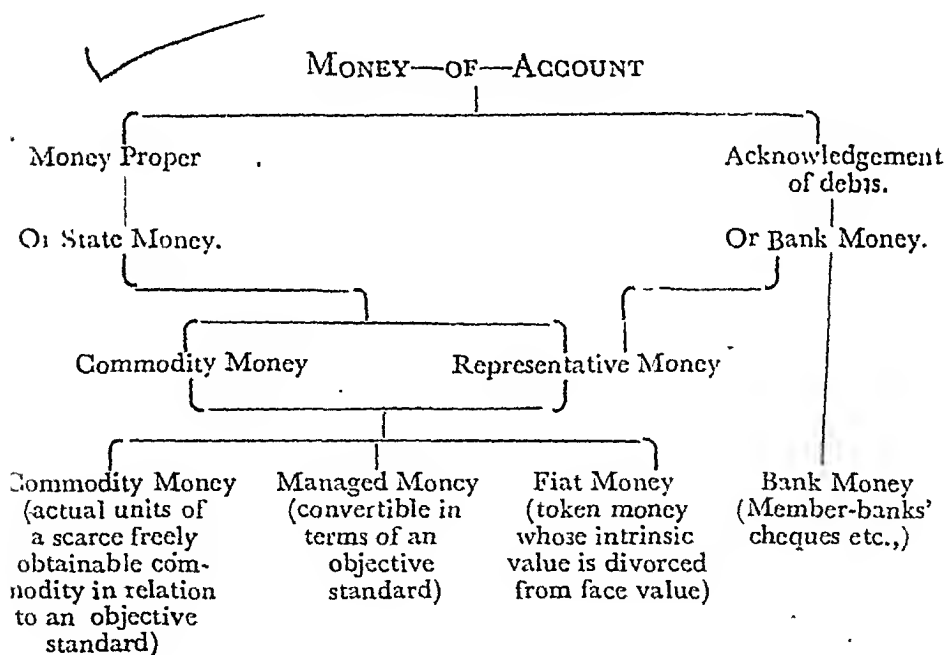 MONEY—OF—ACCOUNT
Money Proper
Acknowledgement
of debts.
Or State Money.
Or Bank Money.
Commodity Money
Representative Money
Commodity Money
(actual units of
a scarce freely
obtainable com-
modity in relation
to an objective
standard)
Managed Money
(convertible in
terms of an
objective
standard)
Fiat Money
(token money
whose intrinsic
value is divorced
from face value)
Bank Money
(Member-banks'
cheques etc.,)